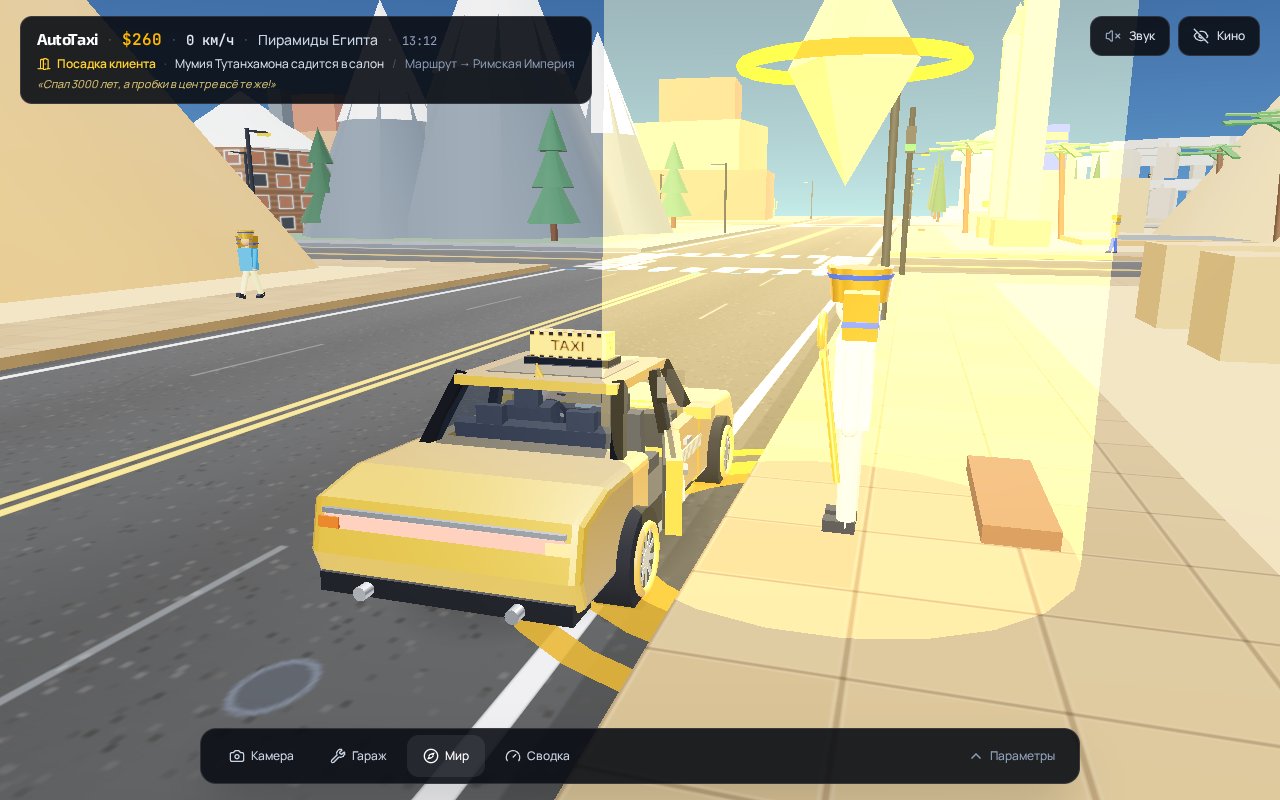 AutoTaxi · $260 · 0 км/ч · Пирамиды Египта · 13:12
Посадка клиента · Мумия Тутанхамона садится в салон / Маршрут → Римская Империя
«Спал 3000 лет, а пробки в центре всё те же!»
Звук
Кино
TAXI
Камера
Гараж
Мир
Сводка
Параметры